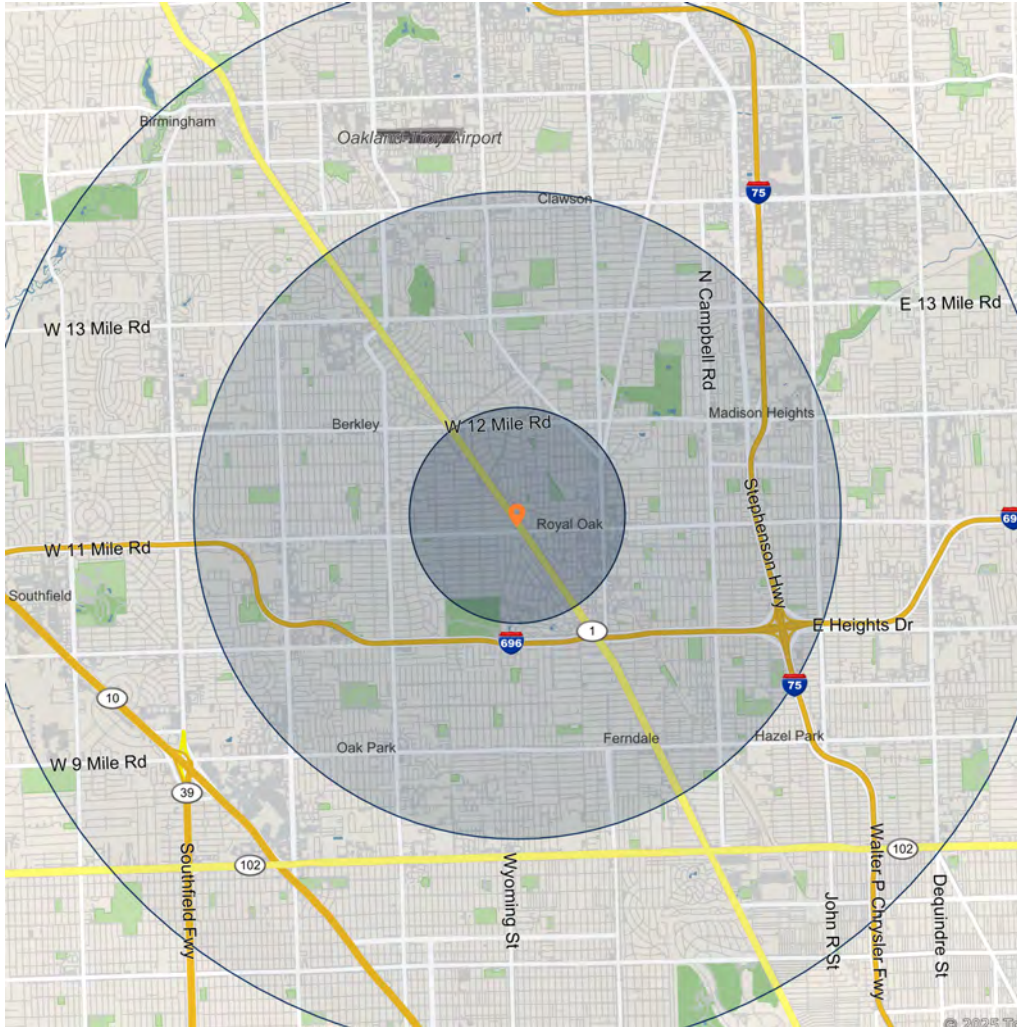 Birmingham
Airport
75
Clawson
N Campbell Rd
E 13 Mile Rd
W 13 Mile Rd
Madison Heights
Berkley
W 12 Mile Rd
Stephenson Hwy
Royal Oak
W 11 Mile Rd
Southfield
E Heights Dr
1
696
75
10
Oak Park
Ferndale
Hazel Park
W 9 Mile Rd
39
102
102
Southfield Fwy
Wyoming St
John R St
Walter P Chrysler Fwy
Dequindre St